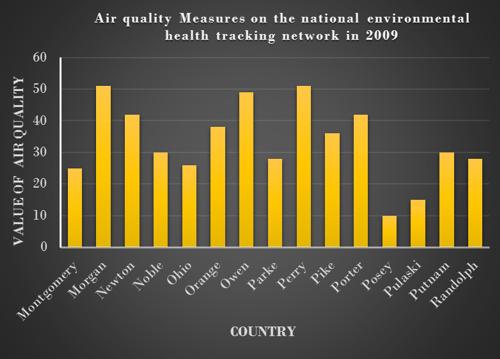 Air quality Measures on the national environmental
health tracking network in 2009
60
50
40
30
20
10
0
VALUE OF AIR QUALITY
Montgomery
Morgan
Newton
Noble
Ohio
Orange
Owen
Parke
Perry
Pike
Porter
Posey
Pulaski
Putnam
Randolph
COUNTRY